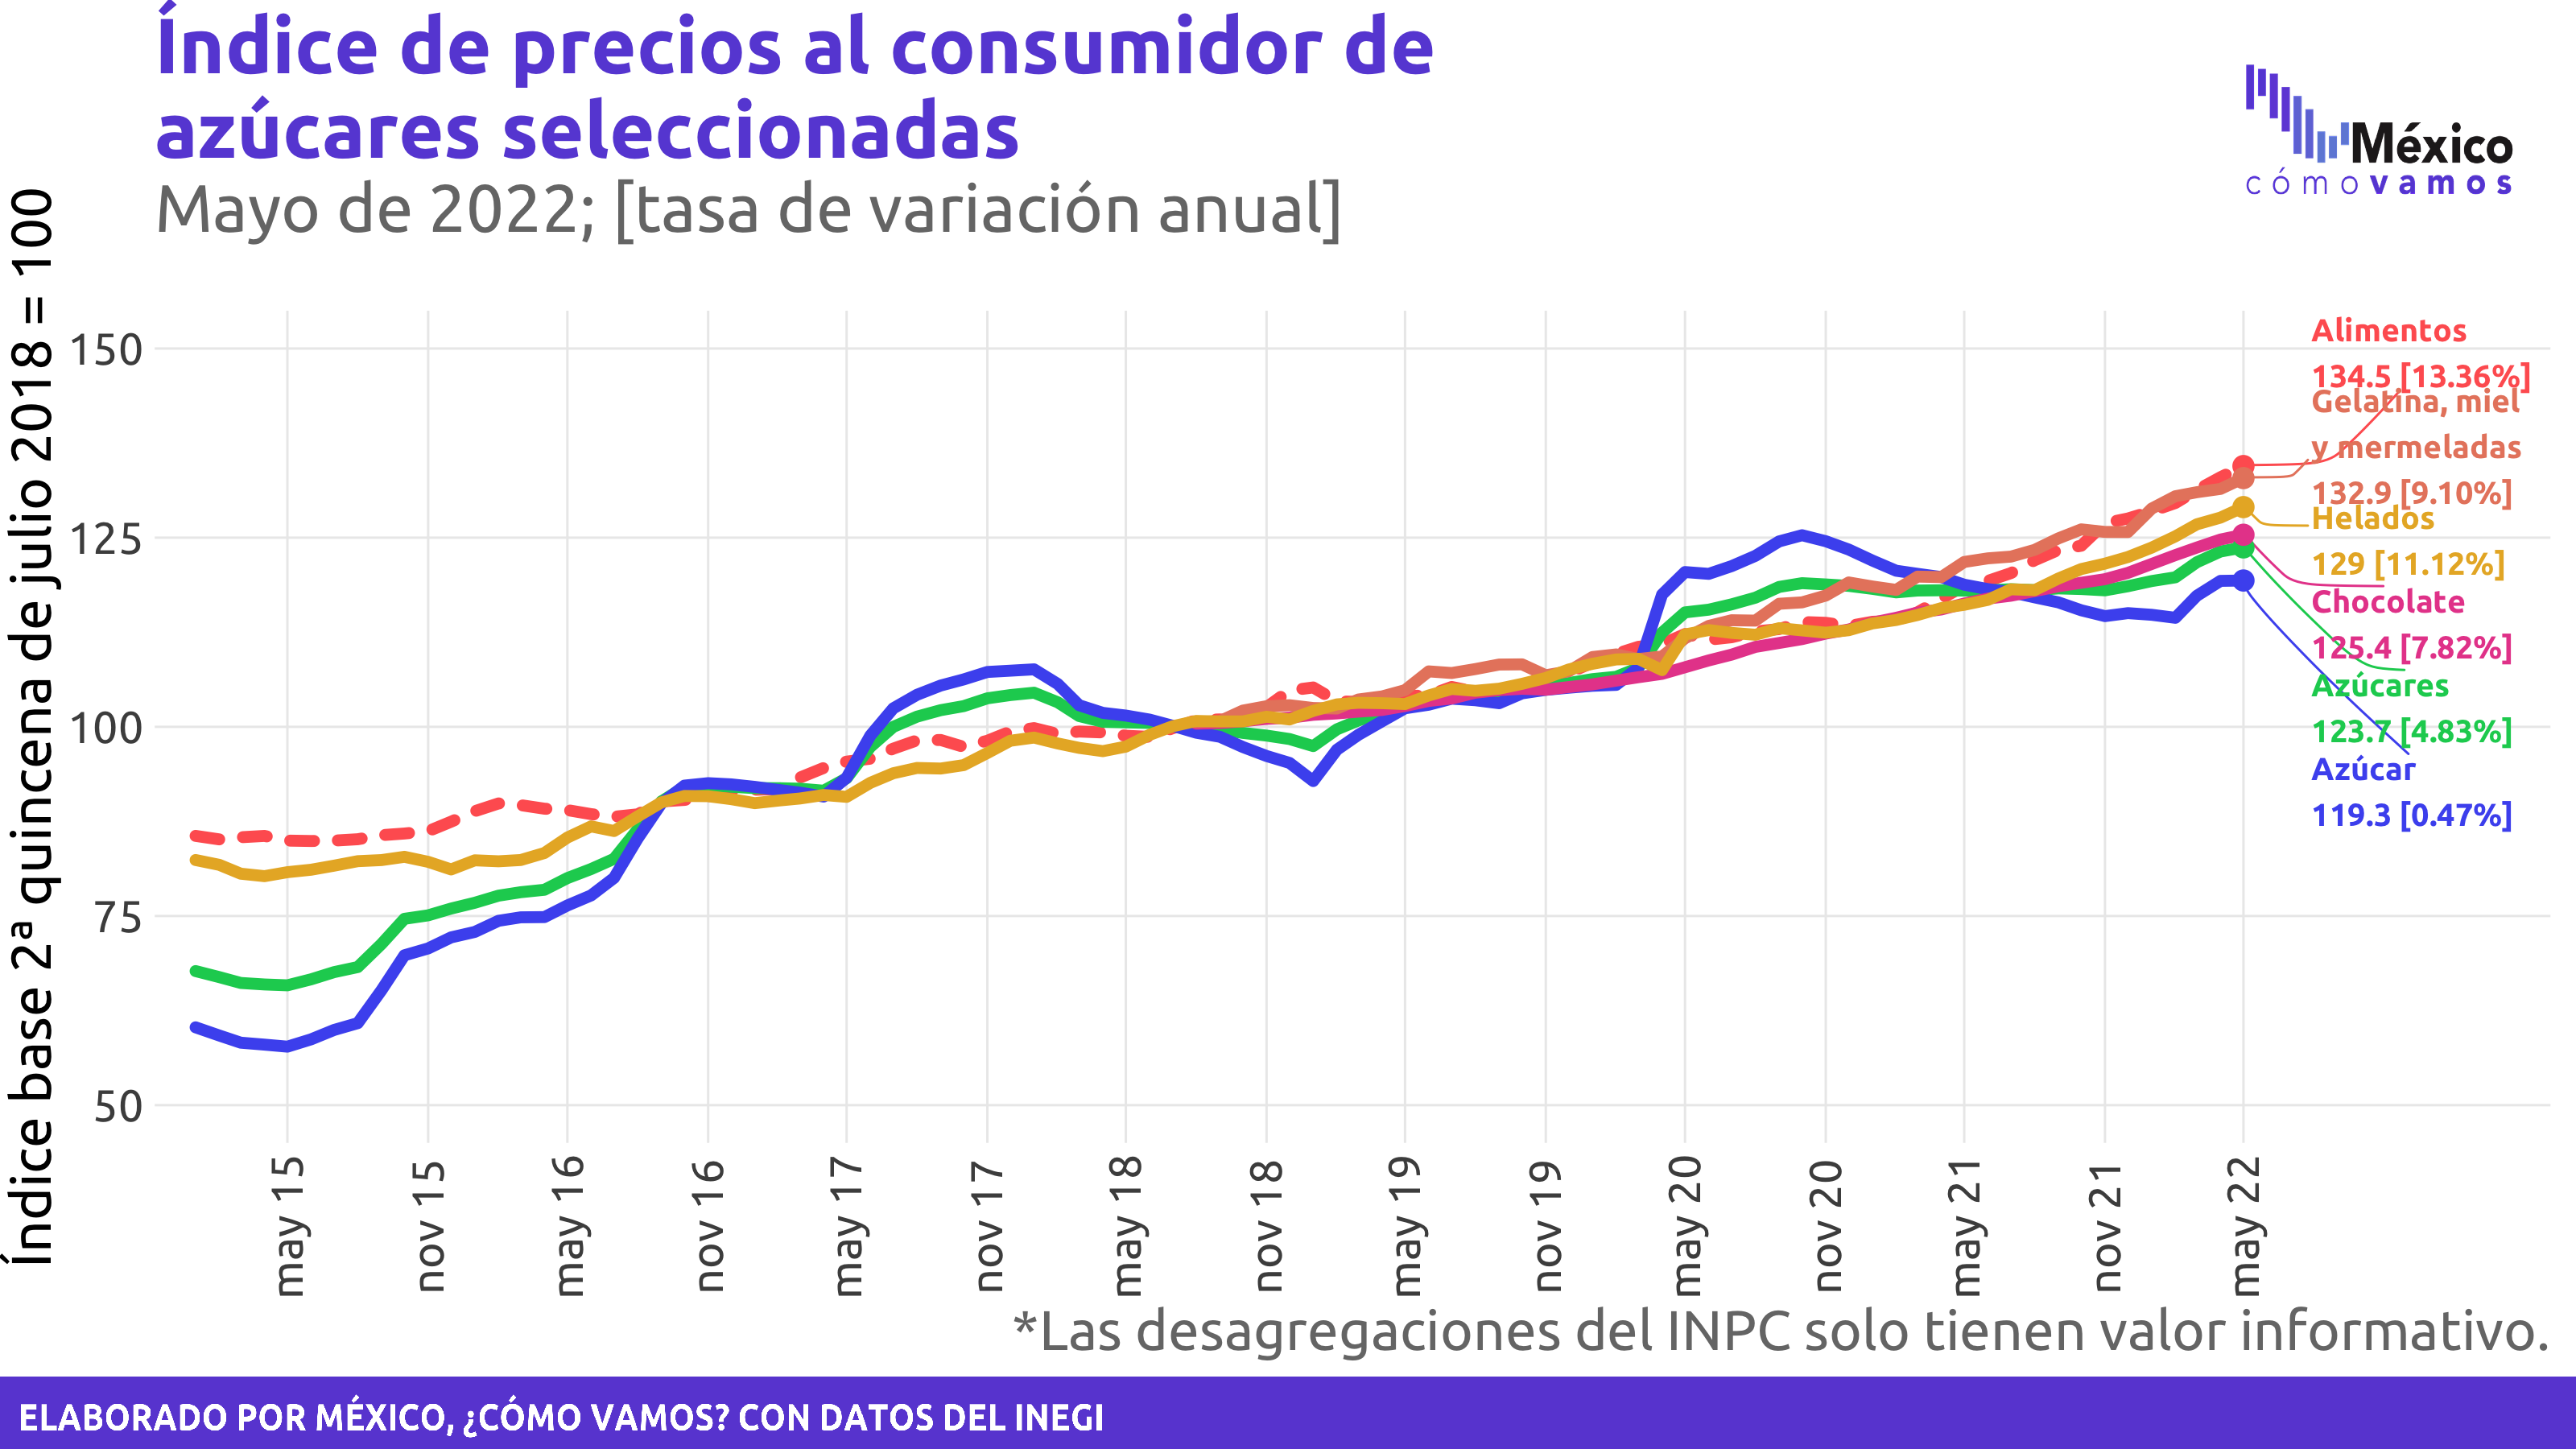 Índice de precios al consumidor de
azúcares seleccionadas
Mayo de 2022; [tasa de variación anual]
México
cómo vamos
Índice base 2ª quincena de julio 2018 = 100
150
125
100
75
50
Alimentos
134.5 [13.36%]
Gelatina, miel
y mermeladas
132.9 [9.10%]
Helados
129 [11.12%]
Chocolate
125.4 [7.82%]
Azúcares
123.7 [4.83%]
Azúcar
119.3 [0.47%]
may 15
nov 15
may 16
nov 16
may 17
nov 17
may 18
nov 18
may 19
nov 19
may 20
nov 20
may 21
nov 21
may 22
*Las desagregaciones del INPC solo tienen valor informativo.
ELABORADO POR MÉXICO, ¿CÓMO VAMOS? CON DATOS DEL INEGI